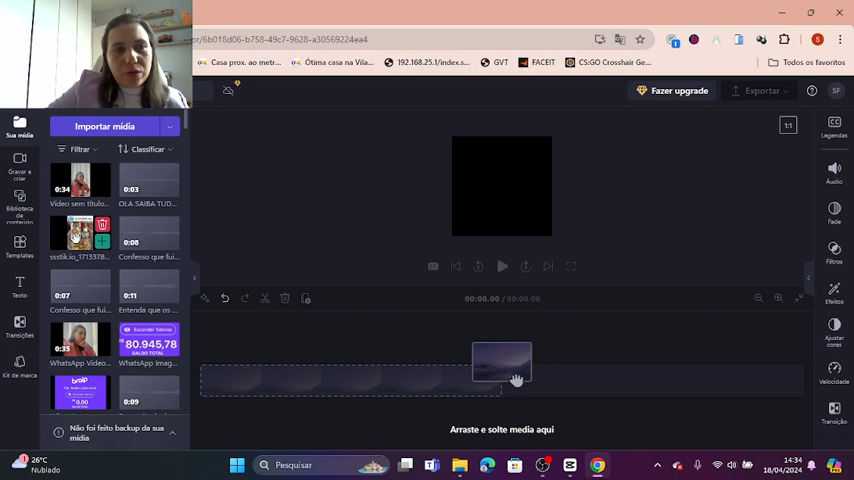 pr/6b018d06-b758-49c7-9628-a30569224ea4
Casa prox. ao metr...
Ótima casa na Vila...
192.168.25.1/index.s...
GVT
FACEIT
CS:GO Crosshair Ge...
Todos os favoritos
Fazer upgrade
Exportar
SF
Sua mídia
Importar mídia
Legendas
Filtrar
Classificar
1:1
Gravar e criar
0:34
0:03
Áudio
Vídeo sem título...
OLA SAIBA TUD...
Biblioteca de conteúdo
Fade
0:08
Templates
ssstik.io_1713378...
Confesso que fui...
Filtros
Texto
0:07
0:11
Efeitos
Confesso que fui...
Entenda que os ...
00:00.00 / 00:00.00
Transições
Esconder Valores
R$ 80.945,78
SALDO TOTAL
0:35
Ajustar cores
WhatsApp Video...
WhatsApp Imag...
Kit de marca
braip
R$ 0,00
0:09
Velocidade
Não foi feito backup da sua mídia
Arraste e solte media aqui
Transição
26°C
Nublado
Pesquisar
14:34
18/04/2024